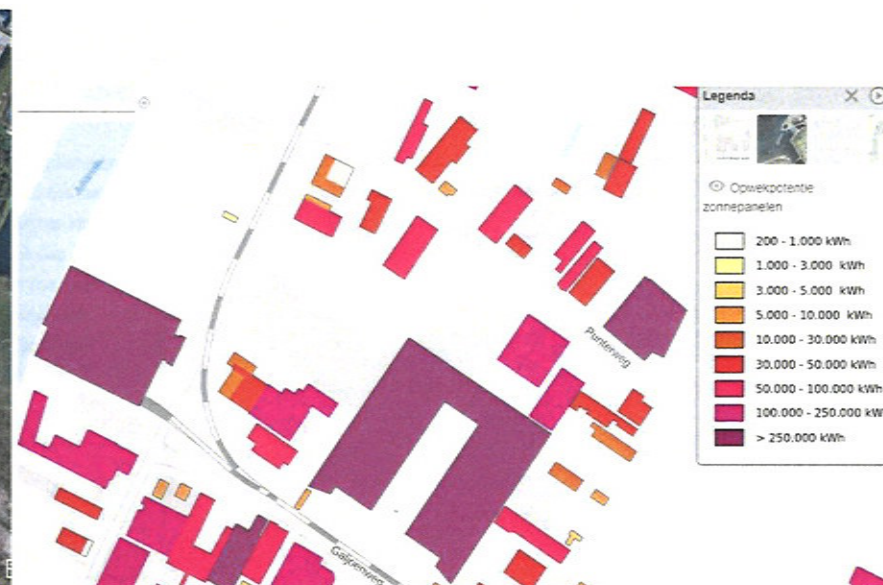 Legenda
Opwekpotentie
zonnepanelen
200 - 1.000 kWh
1.000 - 3.000 kWh
3.000 - 5.000 kWh
5.000 - 10.000 kWh
10.000 - 30.000 kWh
30.000 - 50.000 kWh
50.000 - 100.000 kWh
100.000 - 250.000 kW
> 250.000 kWh
Punterweg
Galjoenweg